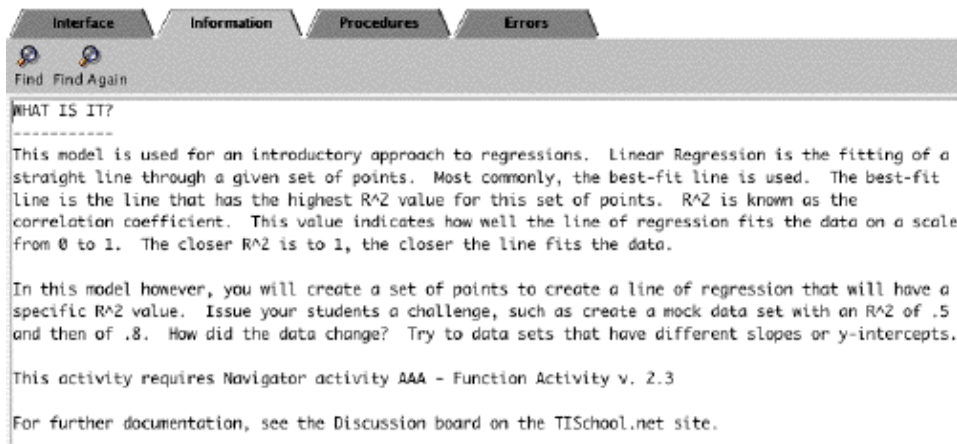 Interface Information Procedures Errors
Find Find Again
WHAT IS IT?
-----------
This model is used for an introductory approach to regressions.  Linear Regression is the fitting of a
straight line through a given set of points.  Most commonly, the best-fit line is used.  The best-fit
line is the line that has the highest R^2 value for this set of points.  R^2 is known as the
correlation coefficient.  This value indicates how well the line of regression fits the data on a scale
from 0 to 1.  The closer R^2 is to 1, the closer the line fits the data.
In this model however, you will create a set of points to create a line of regression that will have a
specific R^2 value.  Issue your students a challenge, such as create a mock data set with an R^2 of .5
and then of .8.  How did the data change?  Try to data sets that have different slopes or y-intercepts.
This activity requires Navigator activity AAA - Function Activity v. 2.3
For further documentation, see the Discussion board on the TISchool.net site.